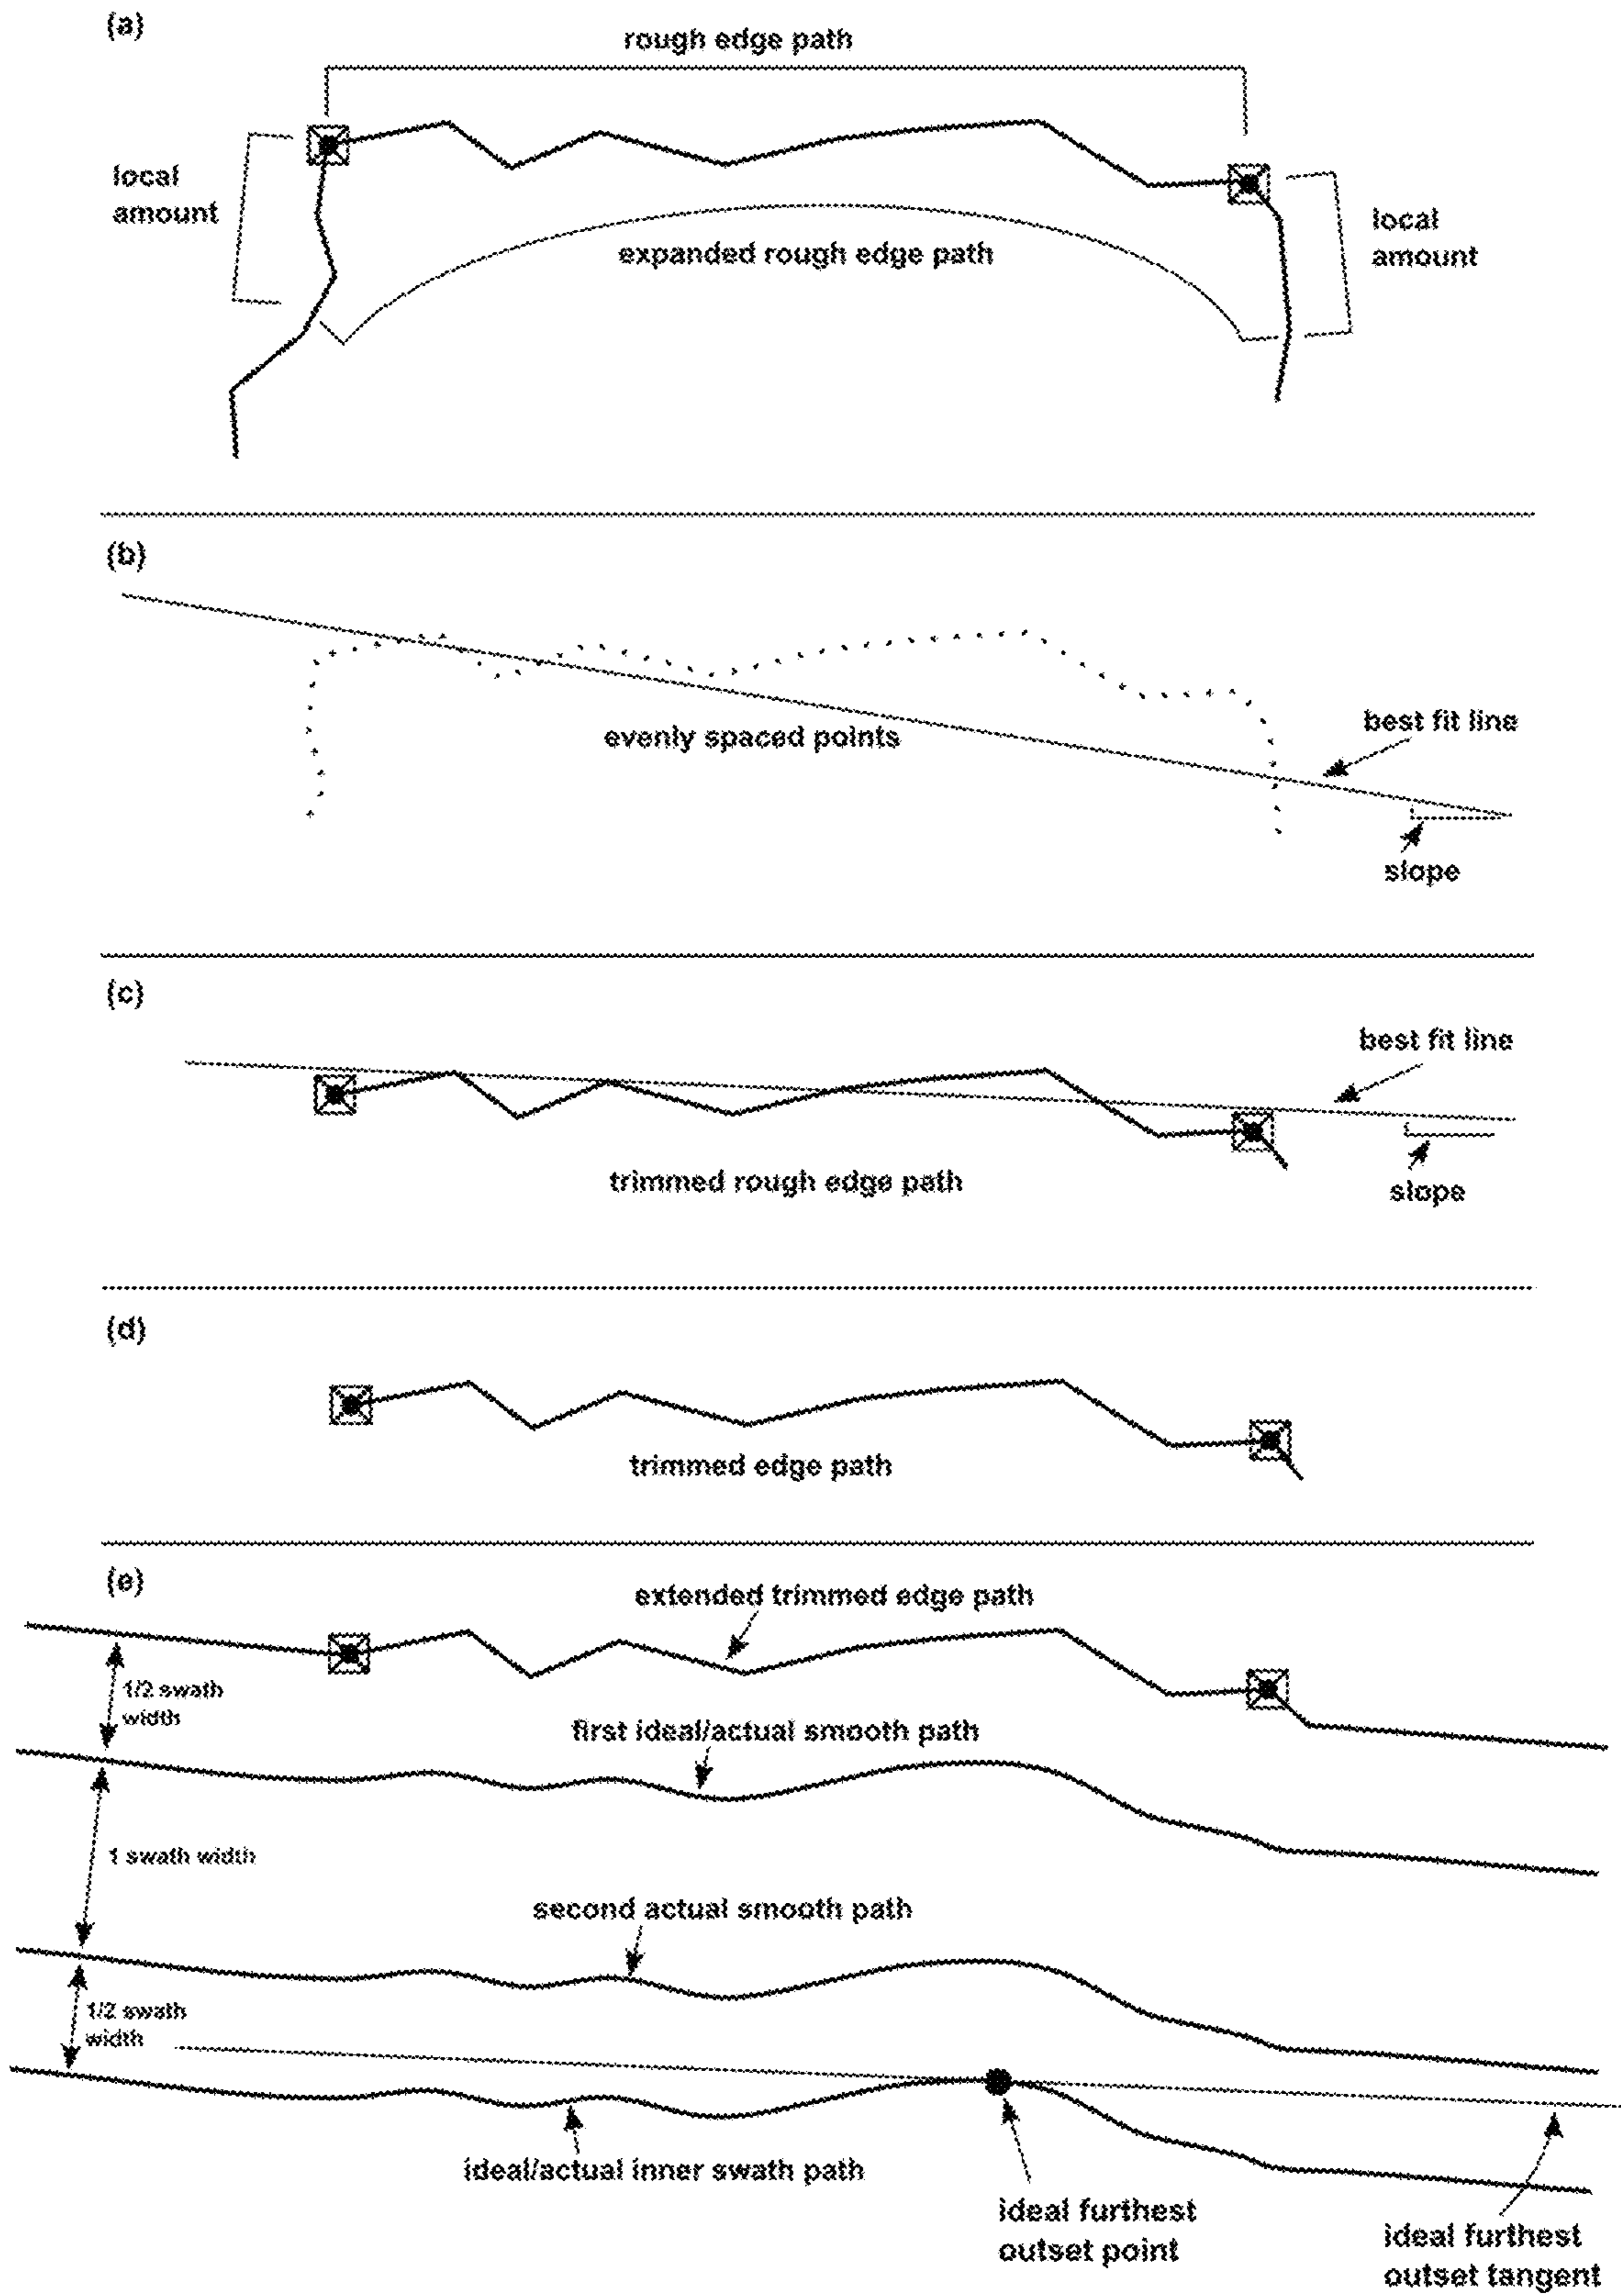 (a)
rough edge path
local
amount
local
amount
expanded rough edge path
(b)
evenly spaced points
best fit line
slope
(c)
best fit line
trimmed rough edge path
slope
(d)
trimmed edge path
(e)
extended trimmed edge path
1/2 swath
width
first ideal/actual smooth path
1 swath width
second actual smooth path
1/2 swath
width
ideal/actual inner swath path
ideal furthest
outset point
ideal furthest
outset tangent